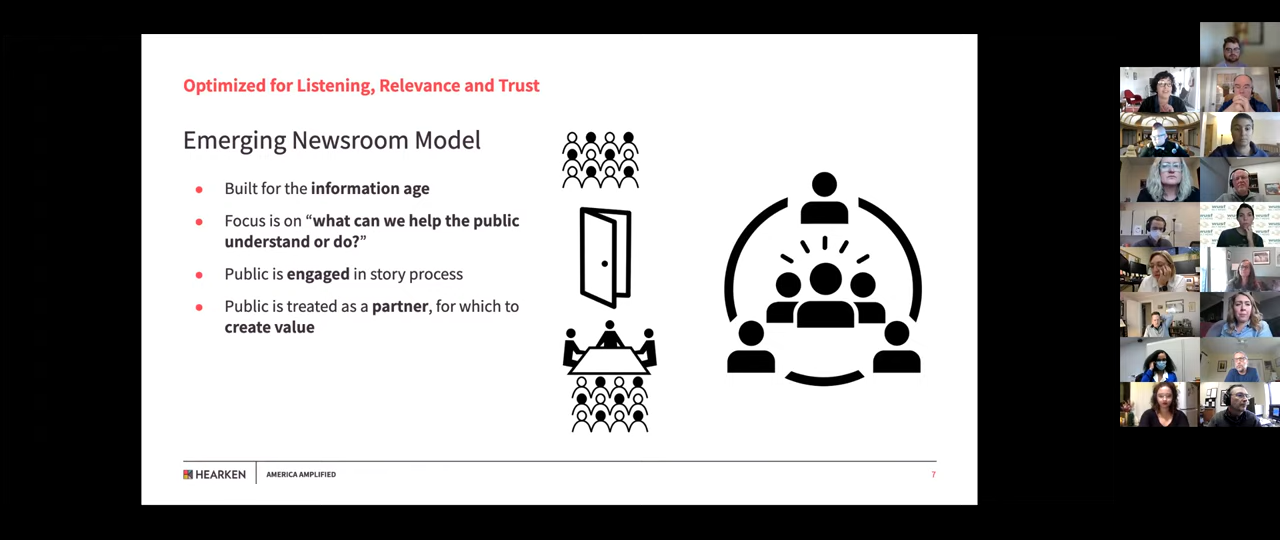 Optimized for Listening, Relevance and Trust
Emerging Newsroom Model
● Built for the information age
● Focus is on “what can we help the public
understand or do?”
● Public is engaged in story process
● Public is treated as a partner, for which to
create value
HEARKEN
AMERICA AMPLIFIED
7
wusf